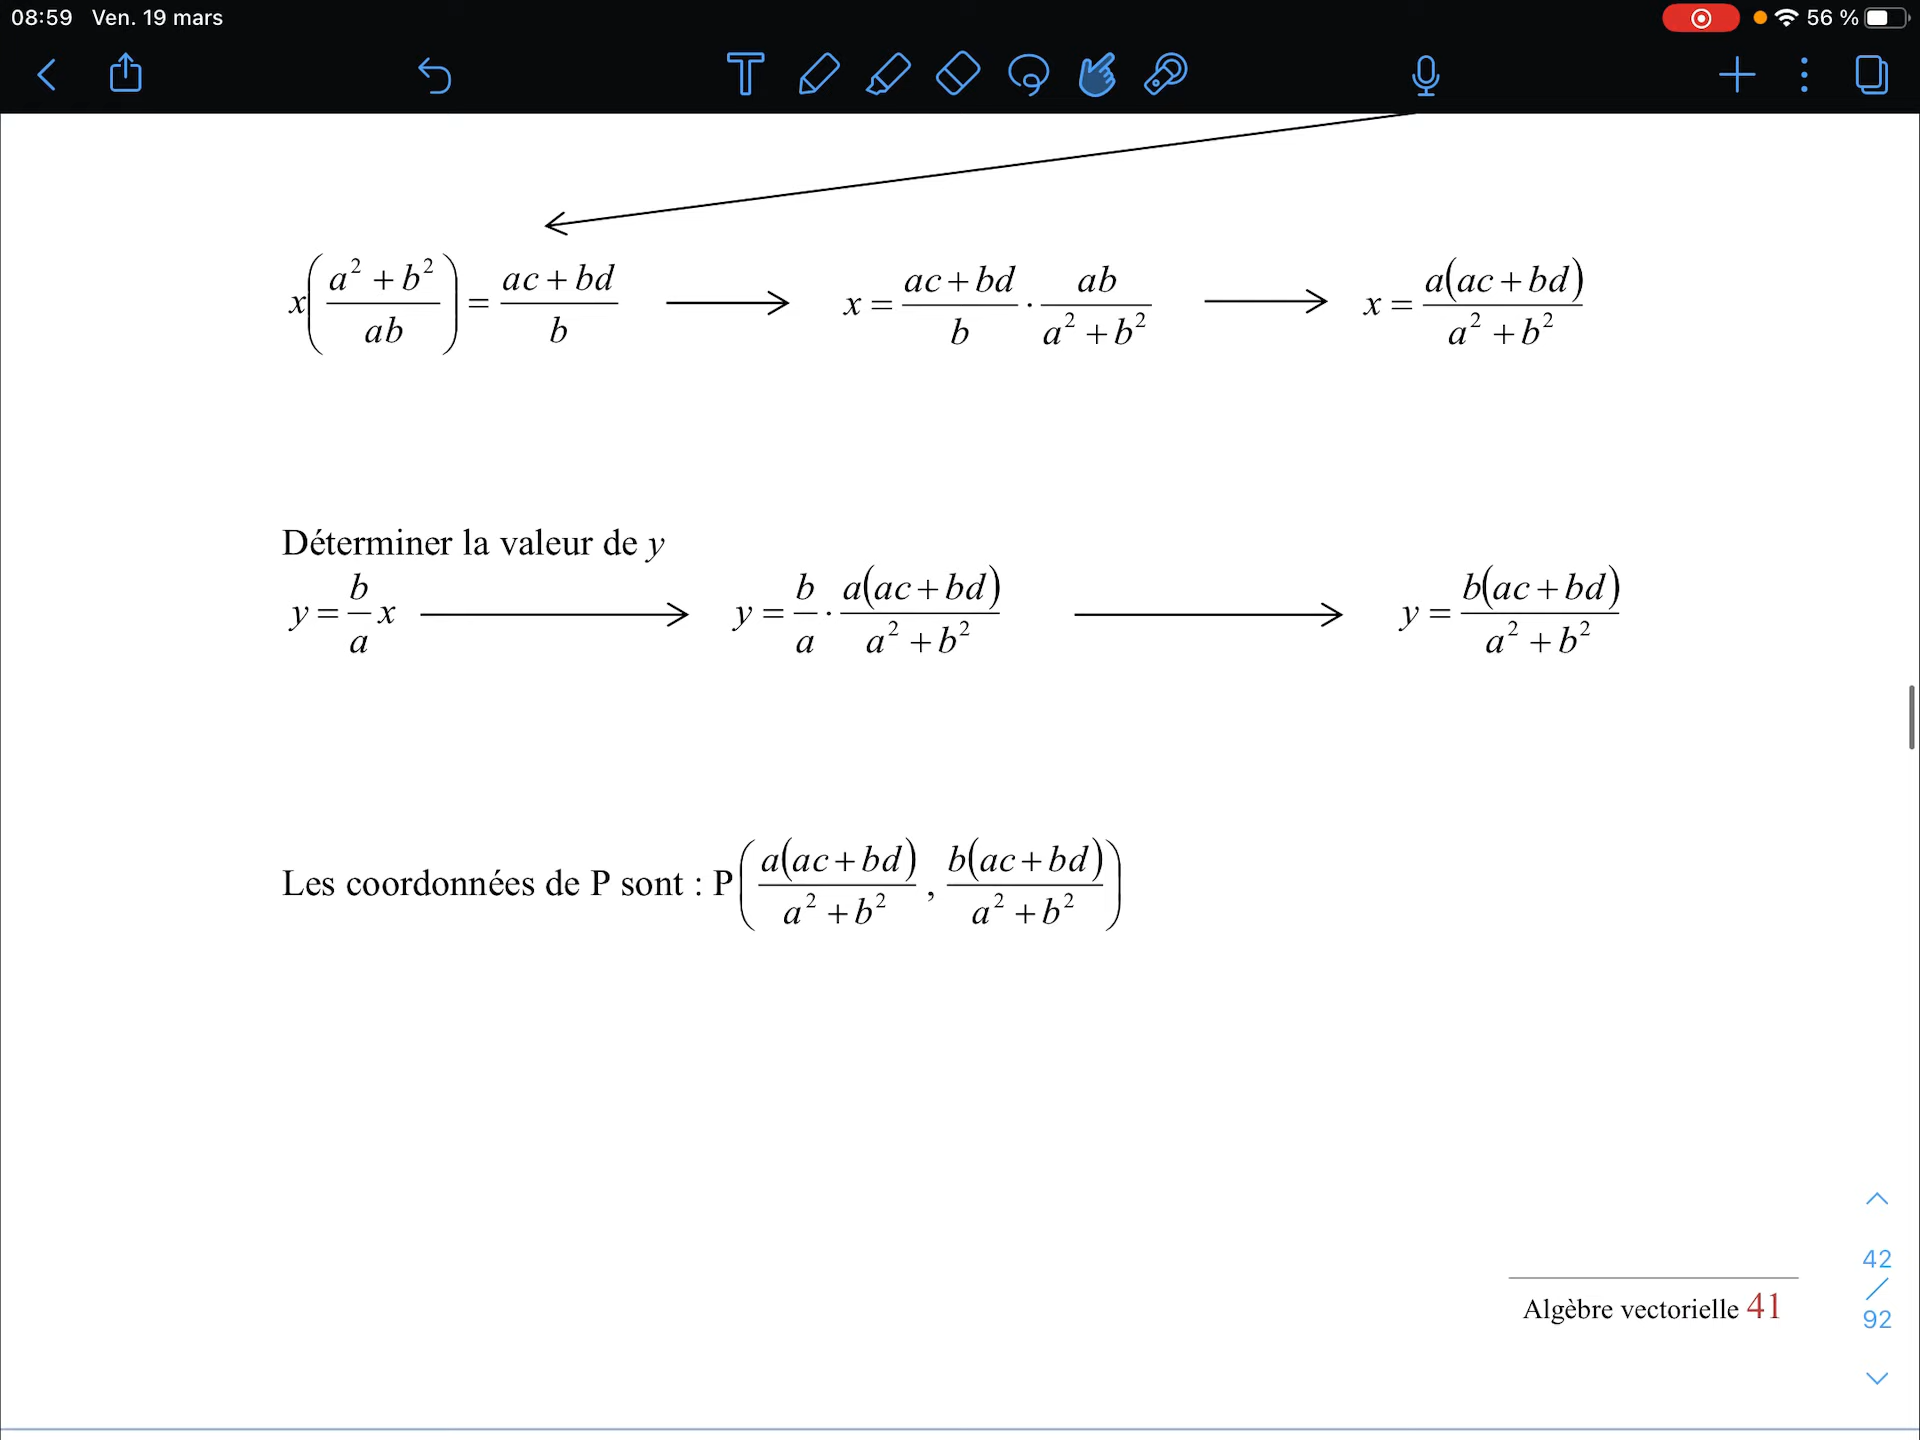 08:59 Ven. 19 mars 56 %
x(a² + b² / ab) = ac + bd / b ⟶ x = ac + bd / b · ab / a² + b² ⟶ x = a(ac + bd) / a² + b²
Déterminer la valeur de y
y = b/a x ⟶ y = b/a · a(ac + bd) / a² + b² ⟶ y = b(ac + bd) / a² + b²
Les coordonnées de P sont : P(a(ac + bd) / a² + b² , b(ac + bd) / a² + b²)
42
/
92
Algèbre vectorielle 41